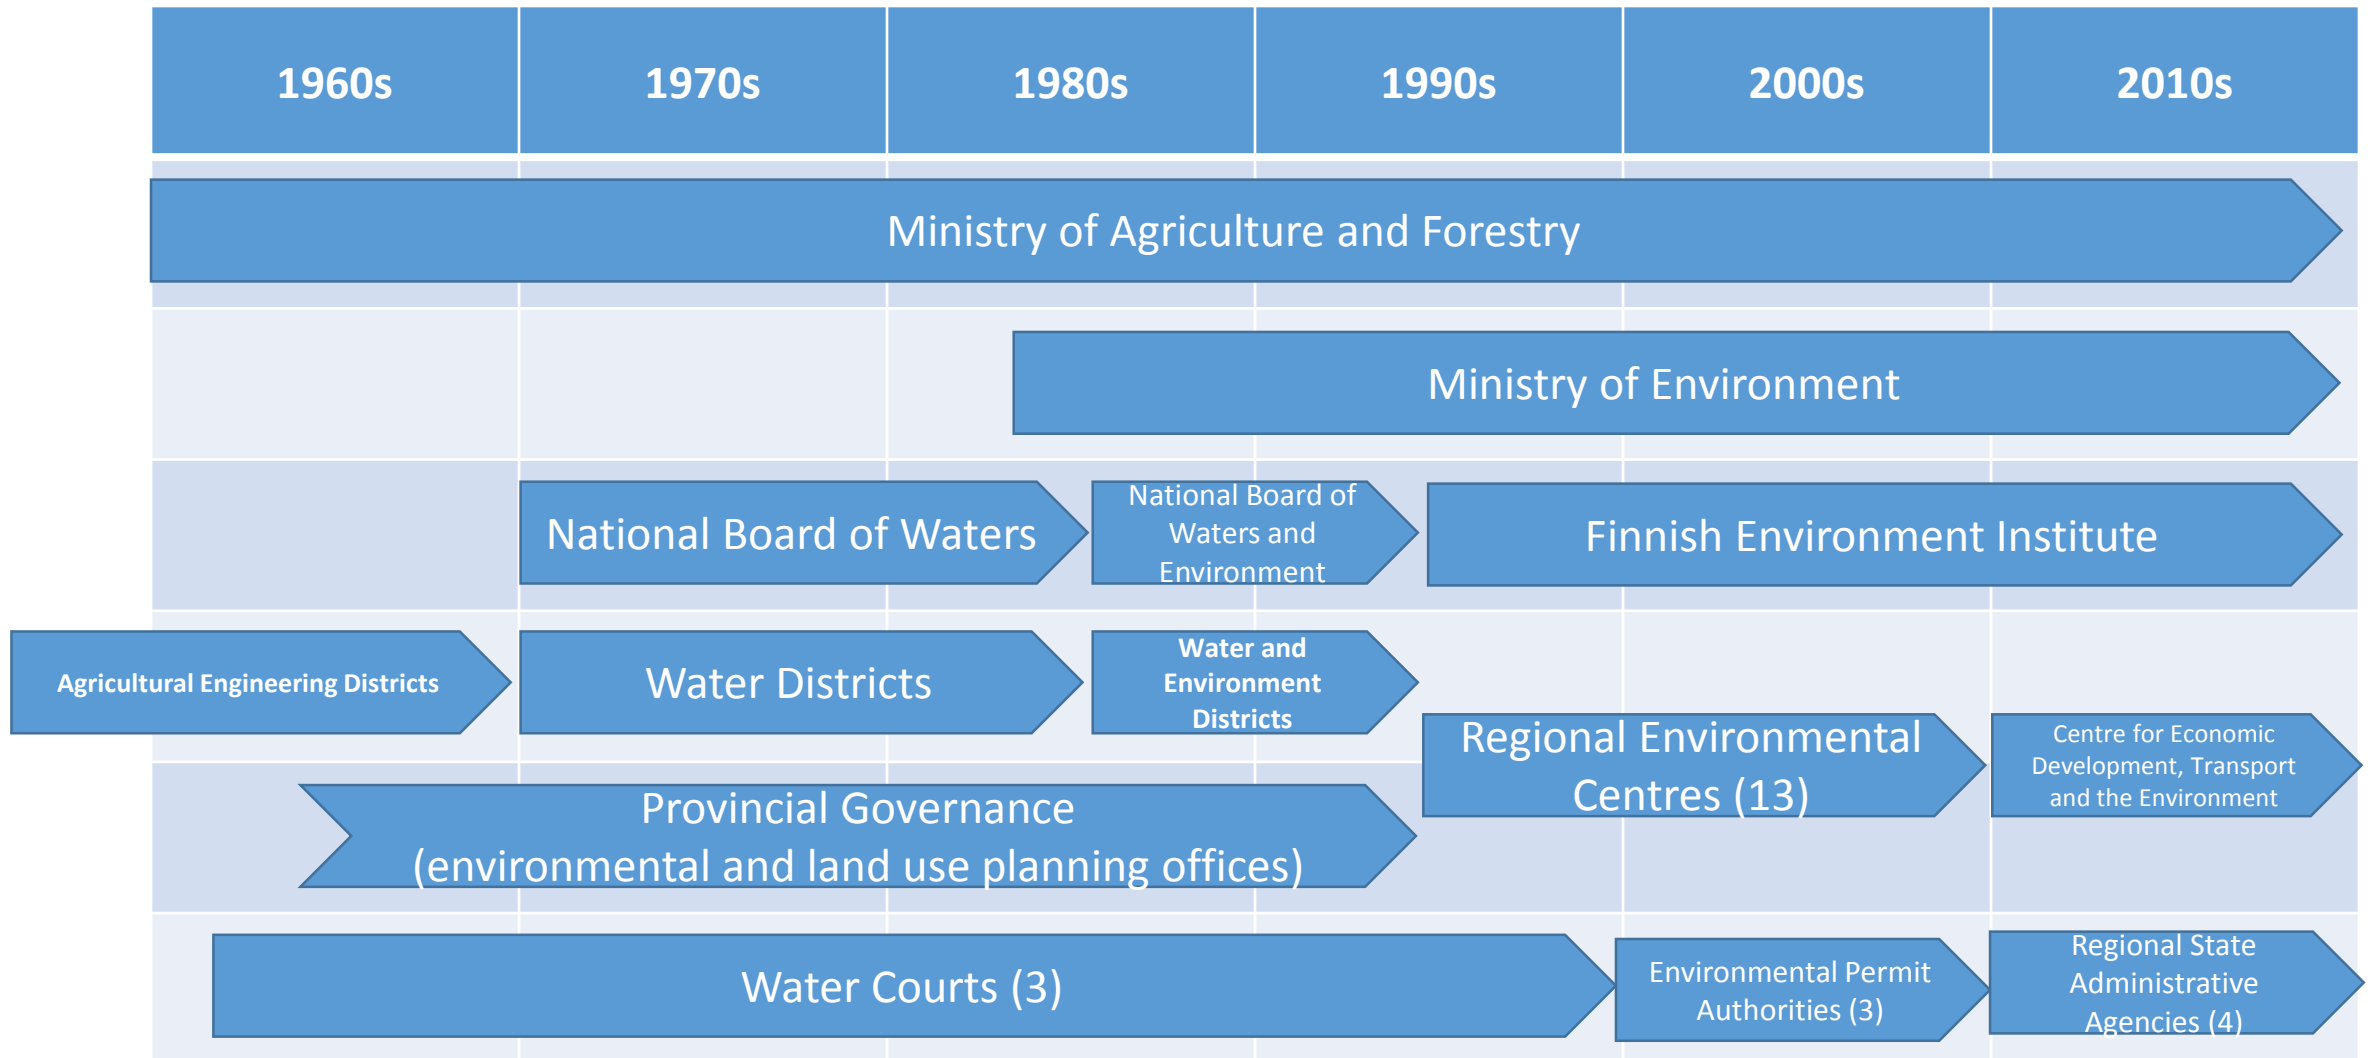 1960s
1970s
1980s
1990s
2000s
2010s
Ministry of Agriculture and Forestry
Ministry of Environment
National Board of Waters
National Board of
Waters and
Environment
Finnish Environment Institute
Agricultural Engineering Districts
Water Districts
Water and
Environment
Districts
Regional Environmental
Centres (13)
Centre for Economic
Development, Transport
and the Environment
Provincial Governance
(environmental and land use planning offices)
Water Courts (3)
Environmental Permit
Authorities (3)
Regional State
Administrative
Agencies (4)